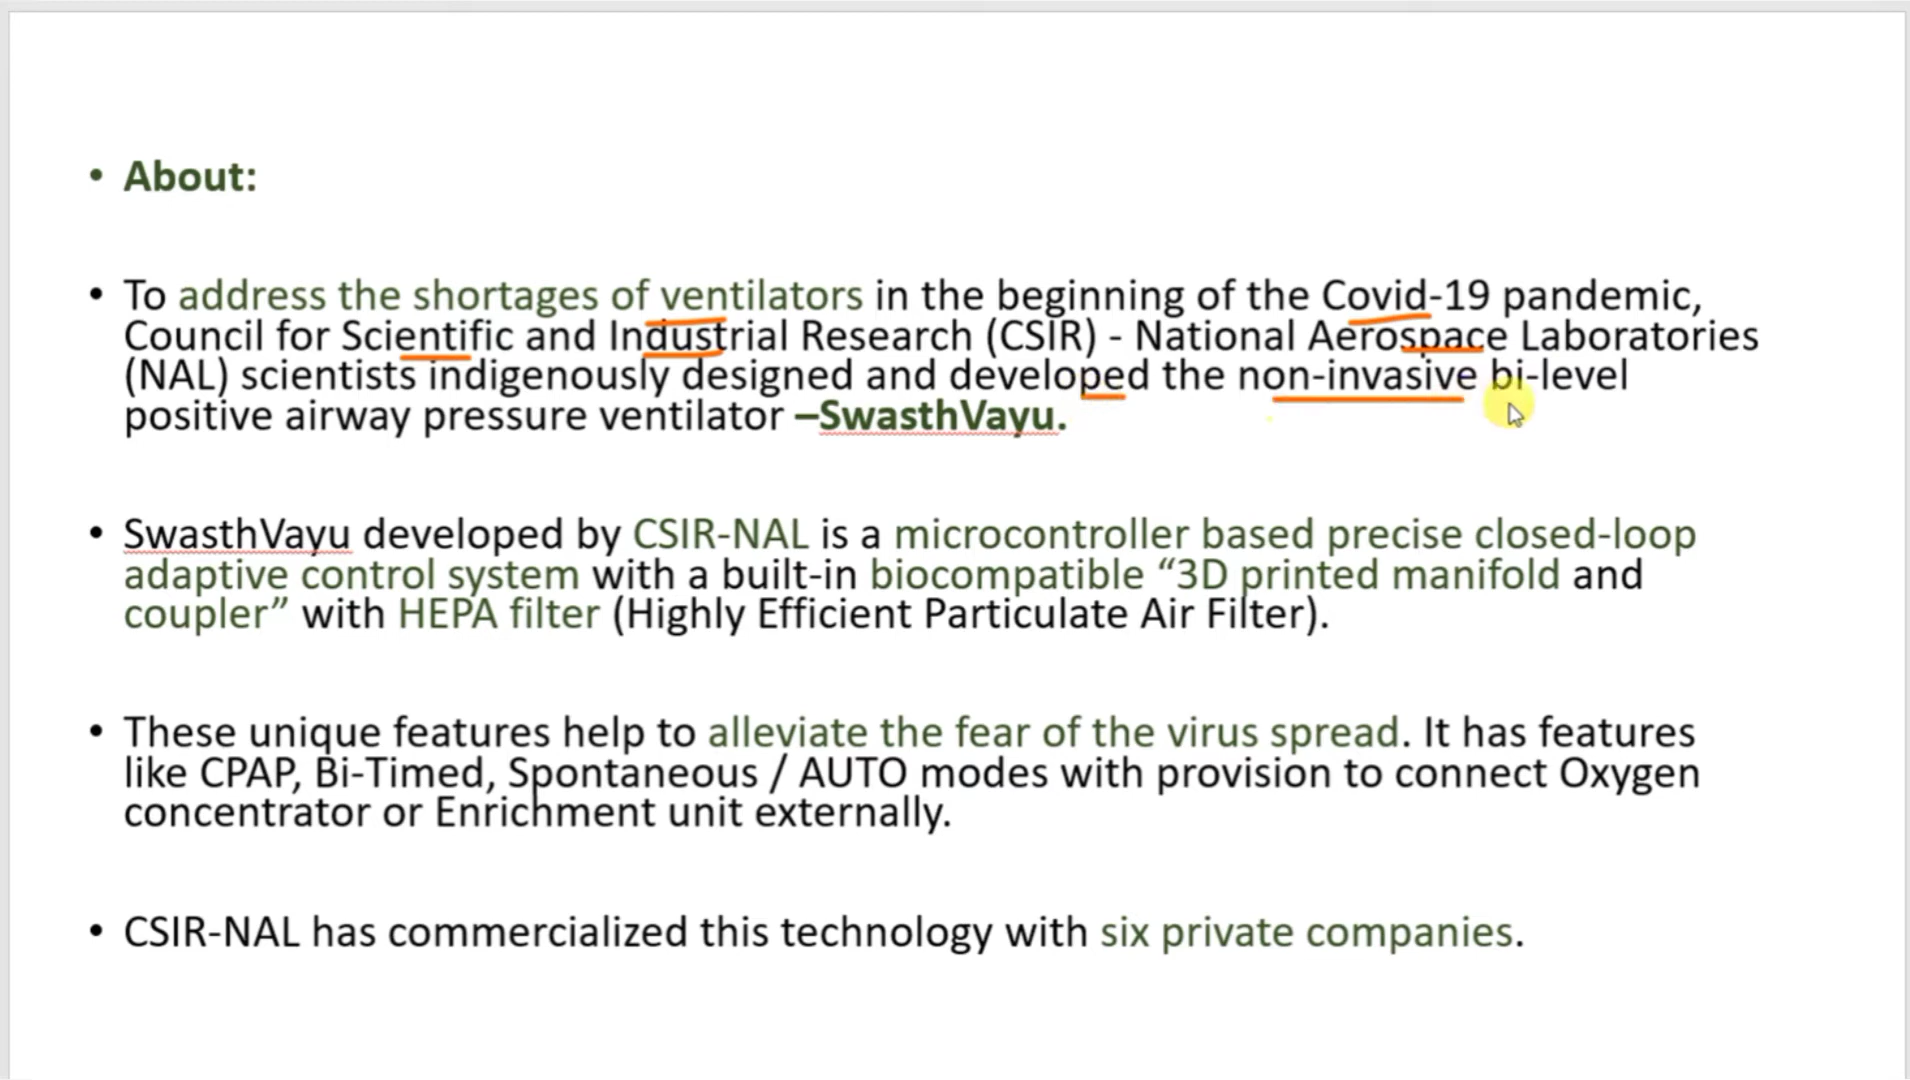 • About:
• To address the shortages of ventilators in the beginning of the Covid-19 pandemic,
Council for Scientific and Industrial Research (CSIR) - National Aerospace Laboratories
(NAL) scientists indigenously designed and developed the non-invasive bi-level
positive airway pressure ventilator –SwasthVayu.
• SwasthVayu developed by CSIR-NAL is a microcontroller based precise closed-loop
adaptive control system with a built-in biocompatible “3D printed manifold and
coupler” with HEPA filter (Highly Efficient Particulate Air Filter).
• These unique features help to alleviate the fear of the virus spread. It has features
like CPAP, Bi-Timed, Spontaneous / AUTO modes with provision to connect Oxygen
concentrator or Enrichment unit externally.
• CSIR-NAL has commercialized this technology with six private companies.